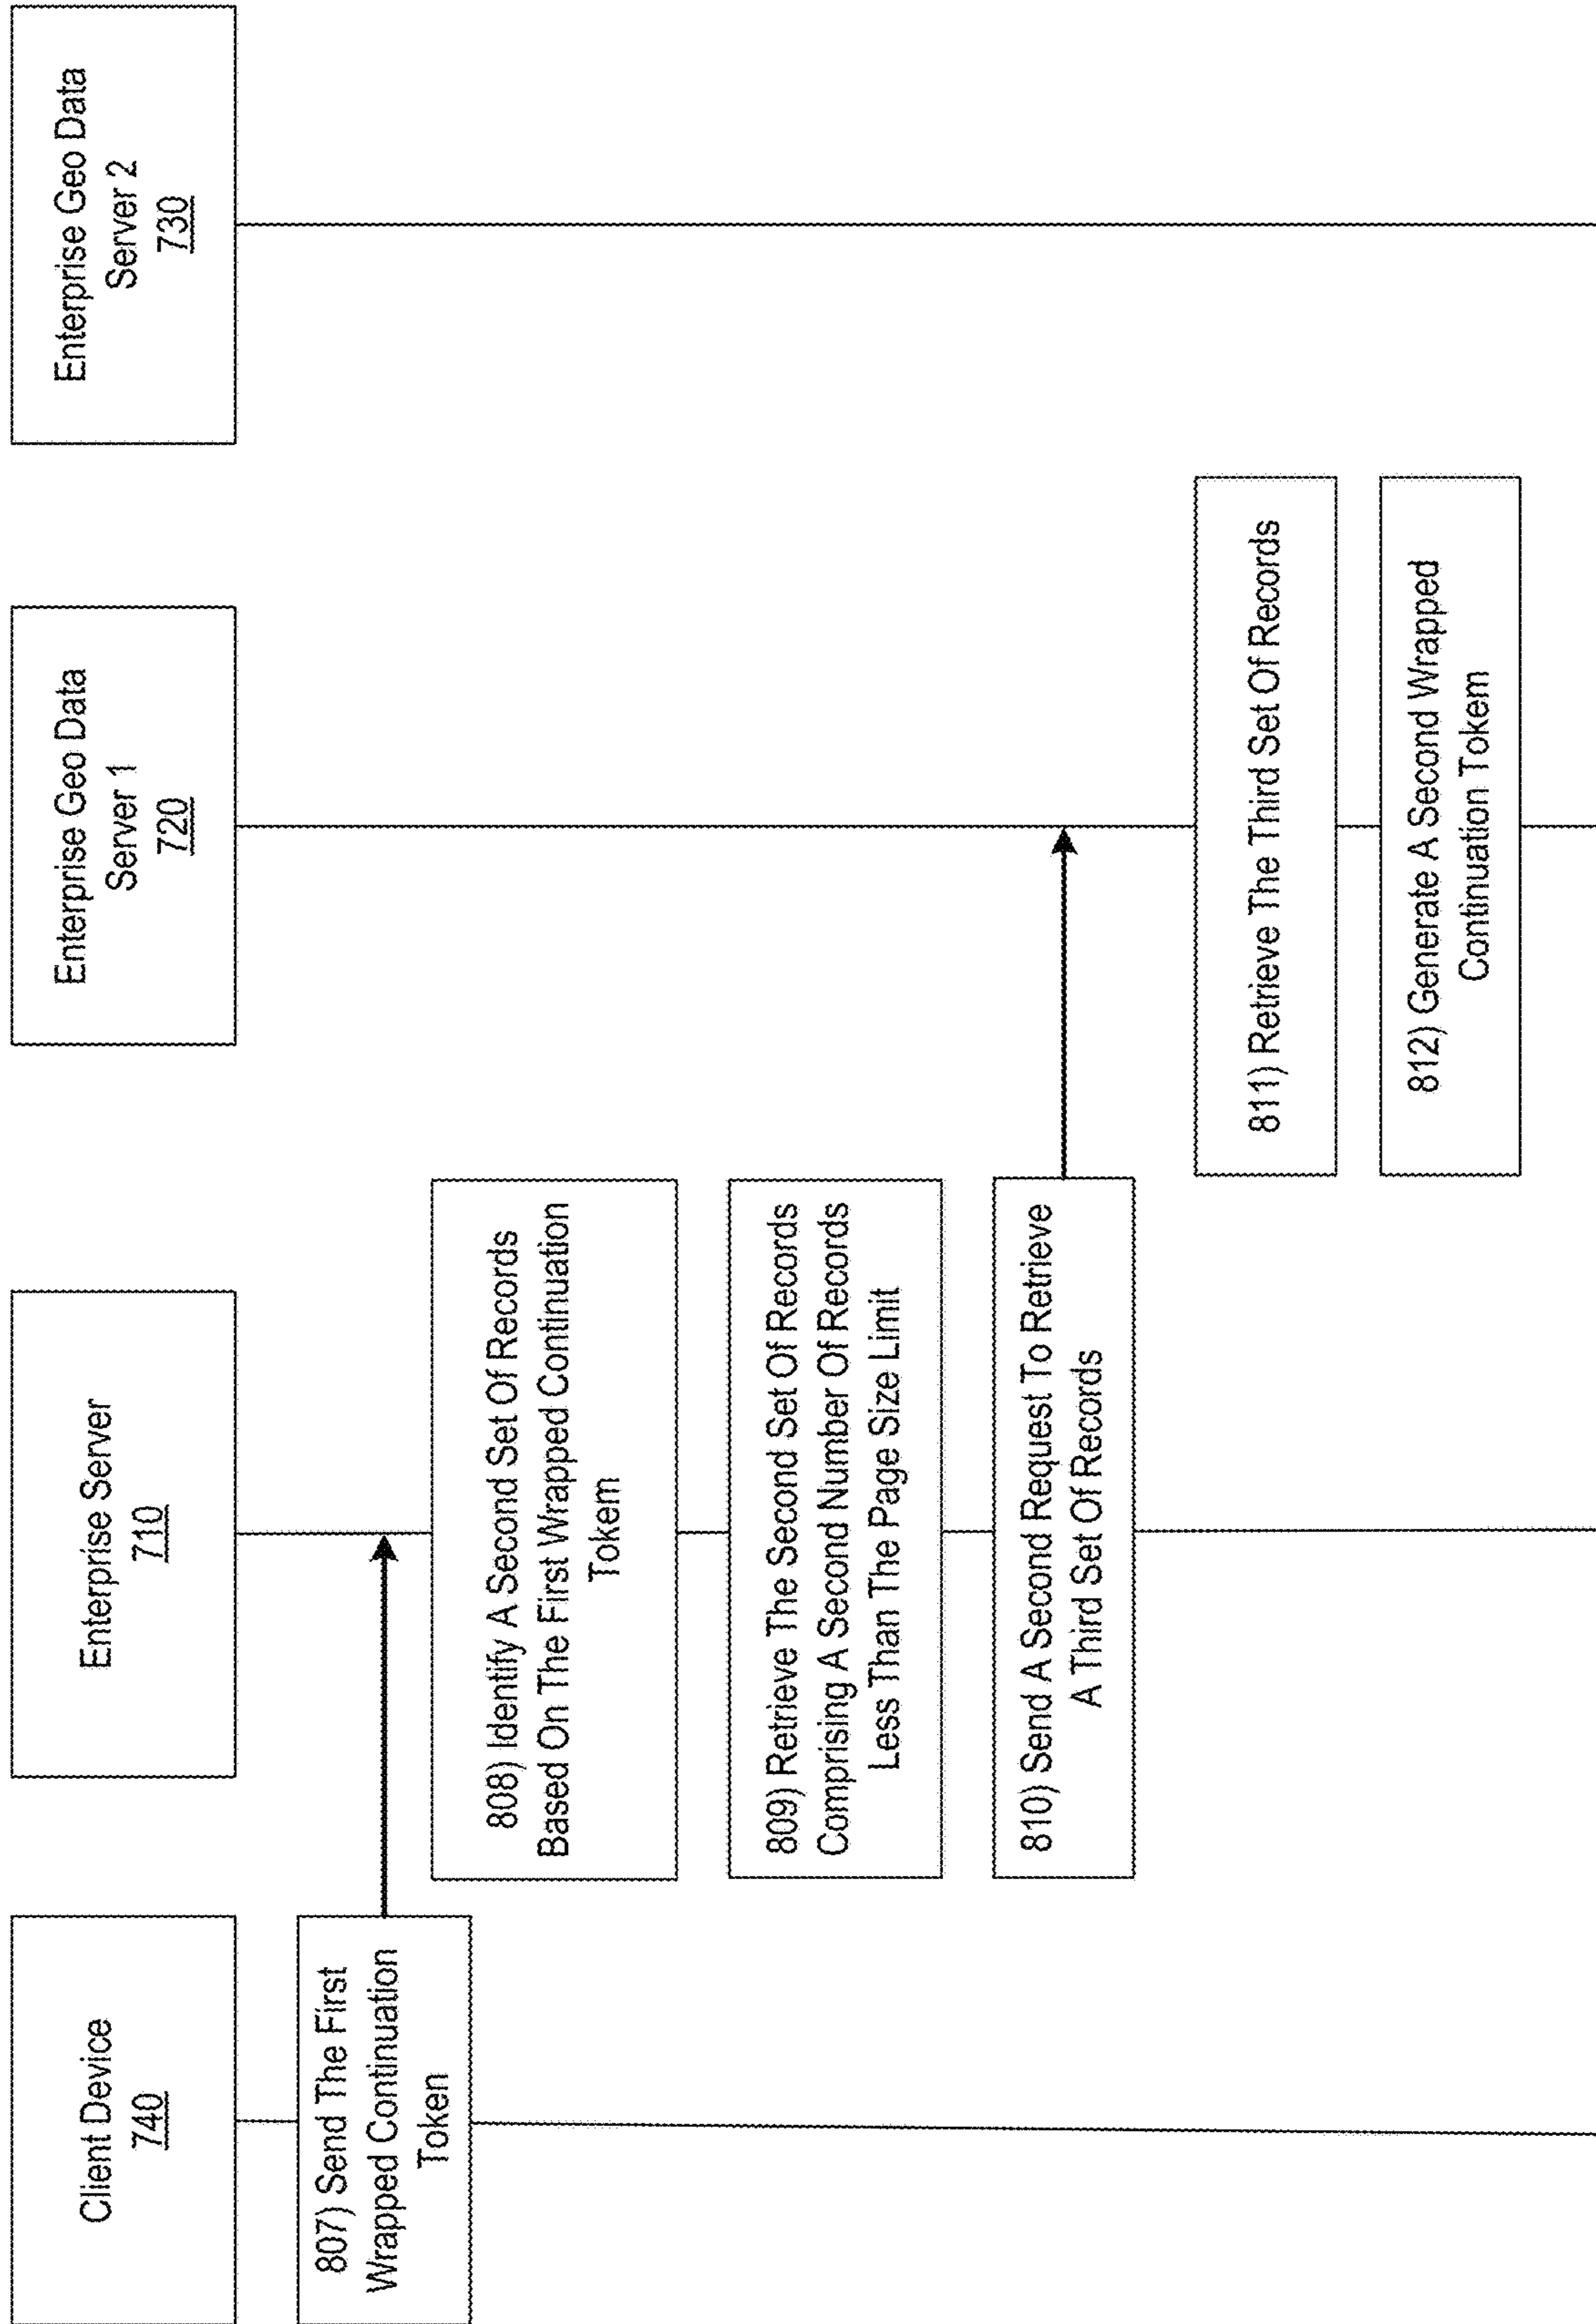 Client Device
740
Enterprise Server
710
Enterprise Geo Data
Server 1
720
Enterprise Geo Data
Server 2
730
807) Send The First
Wrapped Continuation
Token
808) Identify A Second Set Of Records
Based On The First Wrapped Continuation
Tokem
809) Retrieve The Second Set Of Records
Comprising A Second Number Of Records
Less Than The Page Size Limit
810) Send A Second Request To Retrieve
A Third Set Of Records
811) Retrieve The Third Set Of Records
812) Generate A Second Wrapped
Continuation Tokem